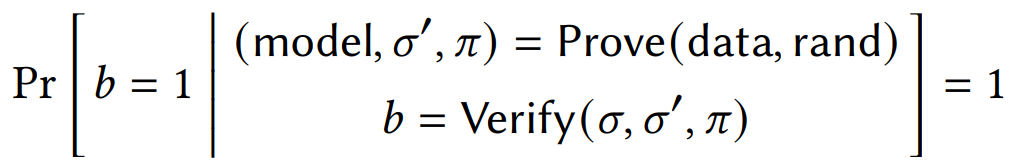 (model, σ′, π) = Prove(data, rand)
Pr [ b = 1 | ] = 1
b = Verify(σ, σ′, π)